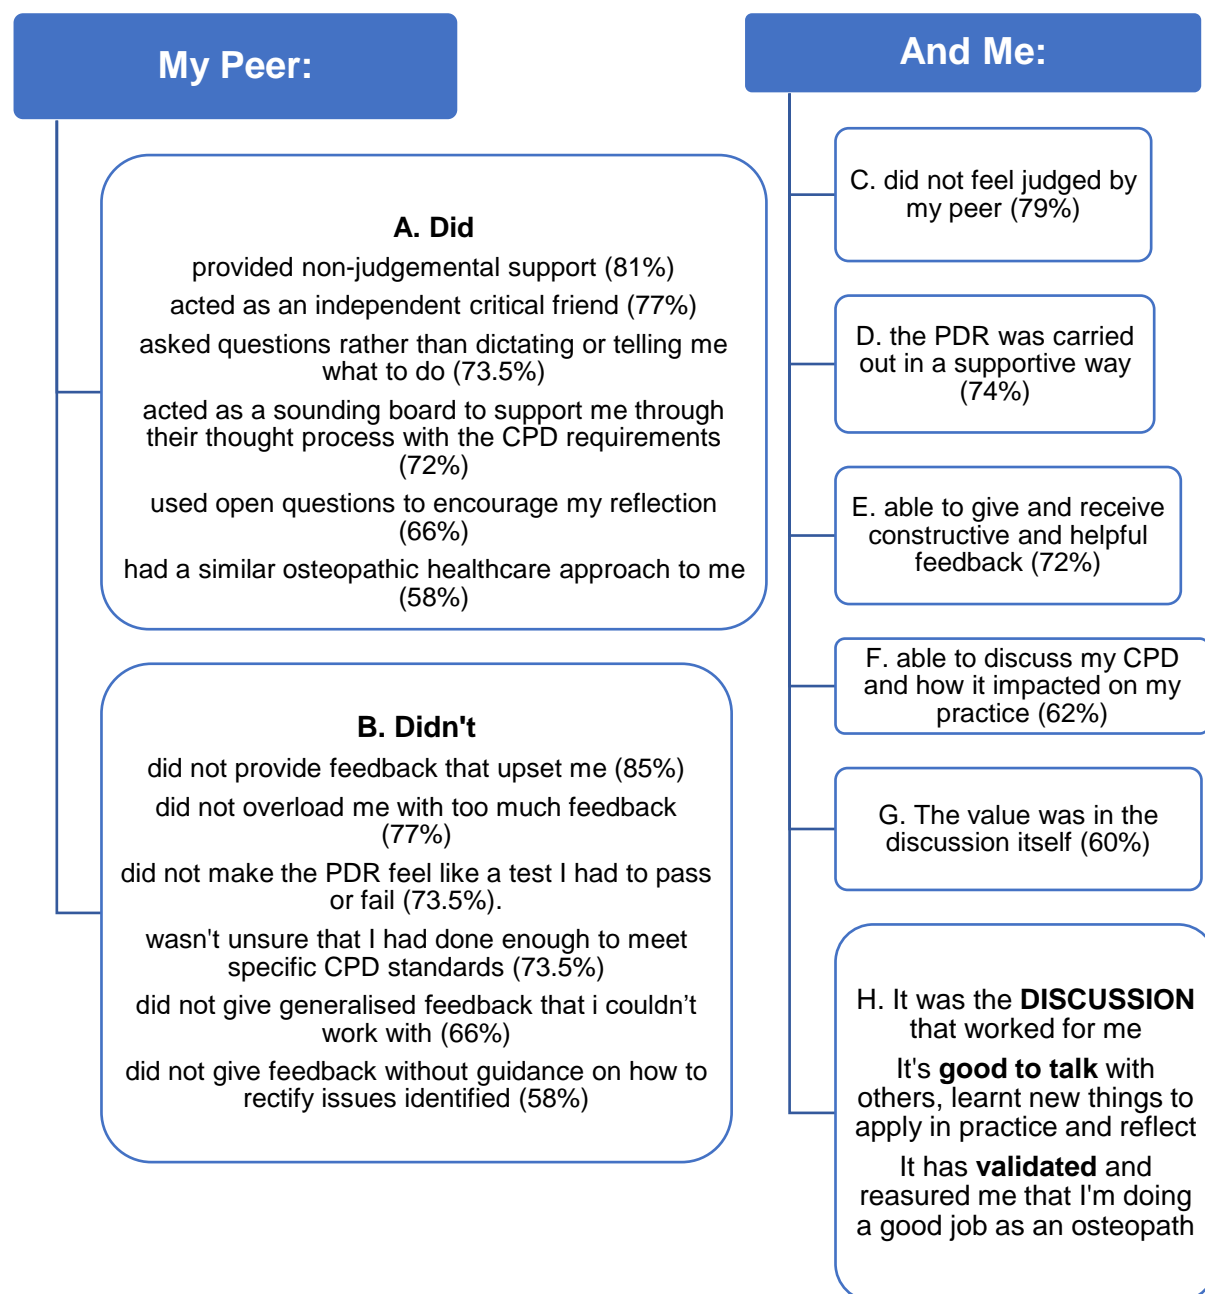 My Peer:
A. Did
provided non-judgemental support (81%)
acted as an independent critical friend (77%)
asked questions rather than dictating or telling me
what to do (73.5%)
acted as a sounding board to support me through
their thought process with the CPD requirements
(72%)
used open questions to encourage my reflection
(66%)
had a similar osteopathic healthcare approach to me
(58%)
B. Didn't
did not provide feedback that upset me (85%)
did not overload me with too much feedback
(77%)
did not make the PDR feel like a test I had to pass
or fail (73.5%).
wasn't unsure that I had done enough to meet
specific CPD standards (73.5%)
did not give generalised feedback that i couldn’t
work with (66%)
did not give feedback without guidance on how to
rectify issues identified (58%)
And Me:
C. did not feel judged by
my peer (79%)
D. the PDR was carried
out in a supportive way
(74%)
E. able to give and receive
constructive and helpful
feedback (72%)
F. able to discuss my CPD
and how it impacted on my
practice (62%)
G. The value was in the
discussion itself (60%)
H. It was the DISCUSSION
that worked for me
It's good to talk with
others, learnt new things to
apply in practice and reflect
It has validated and
reasured me that I'm doing
a good job as an osteopath